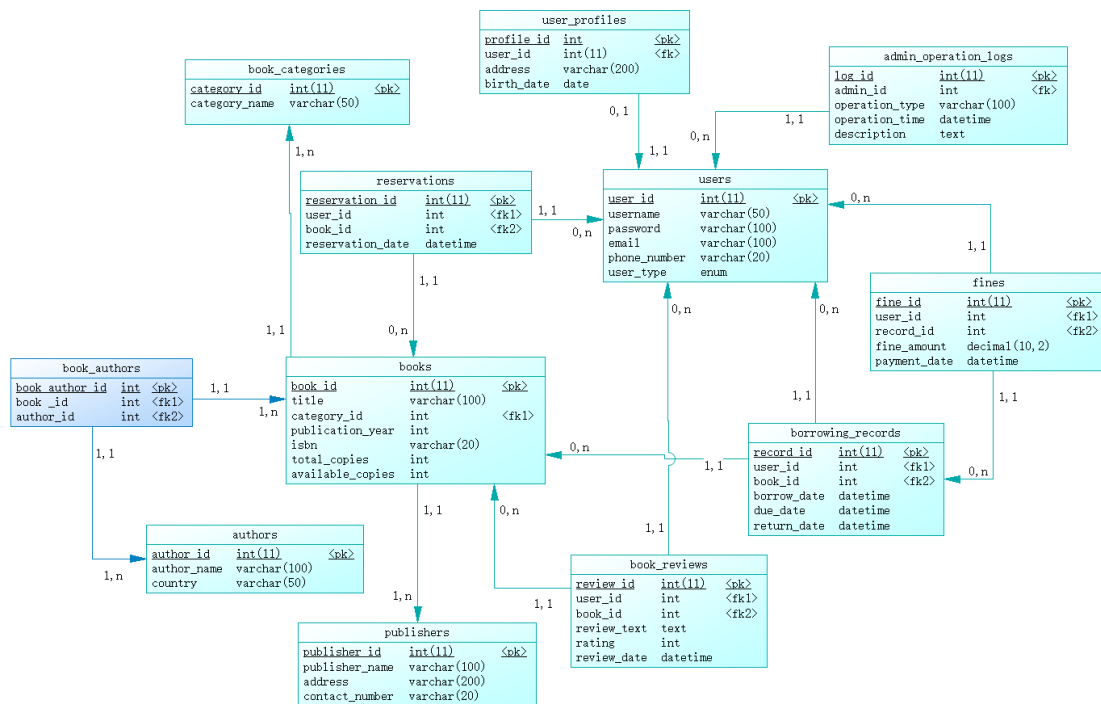 user_profiles
profile_id int <pk>
user_id int(11) <fk>
address varchar(200)
birth_date date
admin_operation_logs
log_id int(11) <pk>
admin_id int <fk>
operation_type varchar(100)
operation_time datetime
description text
book_categories
category_id int(11) <pk>
category_name varchar(50)
0,1
1,1
1,1
0,n
1,n
reservations
reservation_id int(11) <pk>
user_id int <fk1>
book_id int <fk2>
reservation_date datetime
1,1
0,n
users
user_id int(11) <pk>
username varchar(50)
password varchar(100)
email varchar(100)
phone_number varchar(20)
user_type enum
0,n
1,1
fines
fine_id int(11) <pk>
user_id int <fk1>
record_id int <fk2>
fine_amount decimal(10,2)
payment_date datetime
1,1
0,n
0,n
0,n
1,1
book_authors
book_author_id int <pk>
book _id int <fk1>
author_id int <fk2>
1,1
1,n
books
book_id int(11) <pk>
title varchar(100)
category_id int <fk1>
publication_year int
isbn varchar(20)
total_copies int
available_copies int
1,1
1,1
0,n
borrowing_records
record_id int(11) <pk>
user_id int <fk1>
book_id int <fk2>
borrow_date datetime
due_date datetime
return_date datetime
0,n
1,1
1,1
1,1
0,n
1,1
authors
author_id int(11) <pk>
author_name varchar(100)
country varchar(50)
1,n
1,n
1,1
book_reviews
review_id int(11) <pk>
user_id int <fk1>
book_id int <fk2>
review_text text
rating int
review_date datetime
publishers
publisher_id int(11) <pk>
publisher_name varchar(100)
address varchar(200)
contact_number varchar(20)